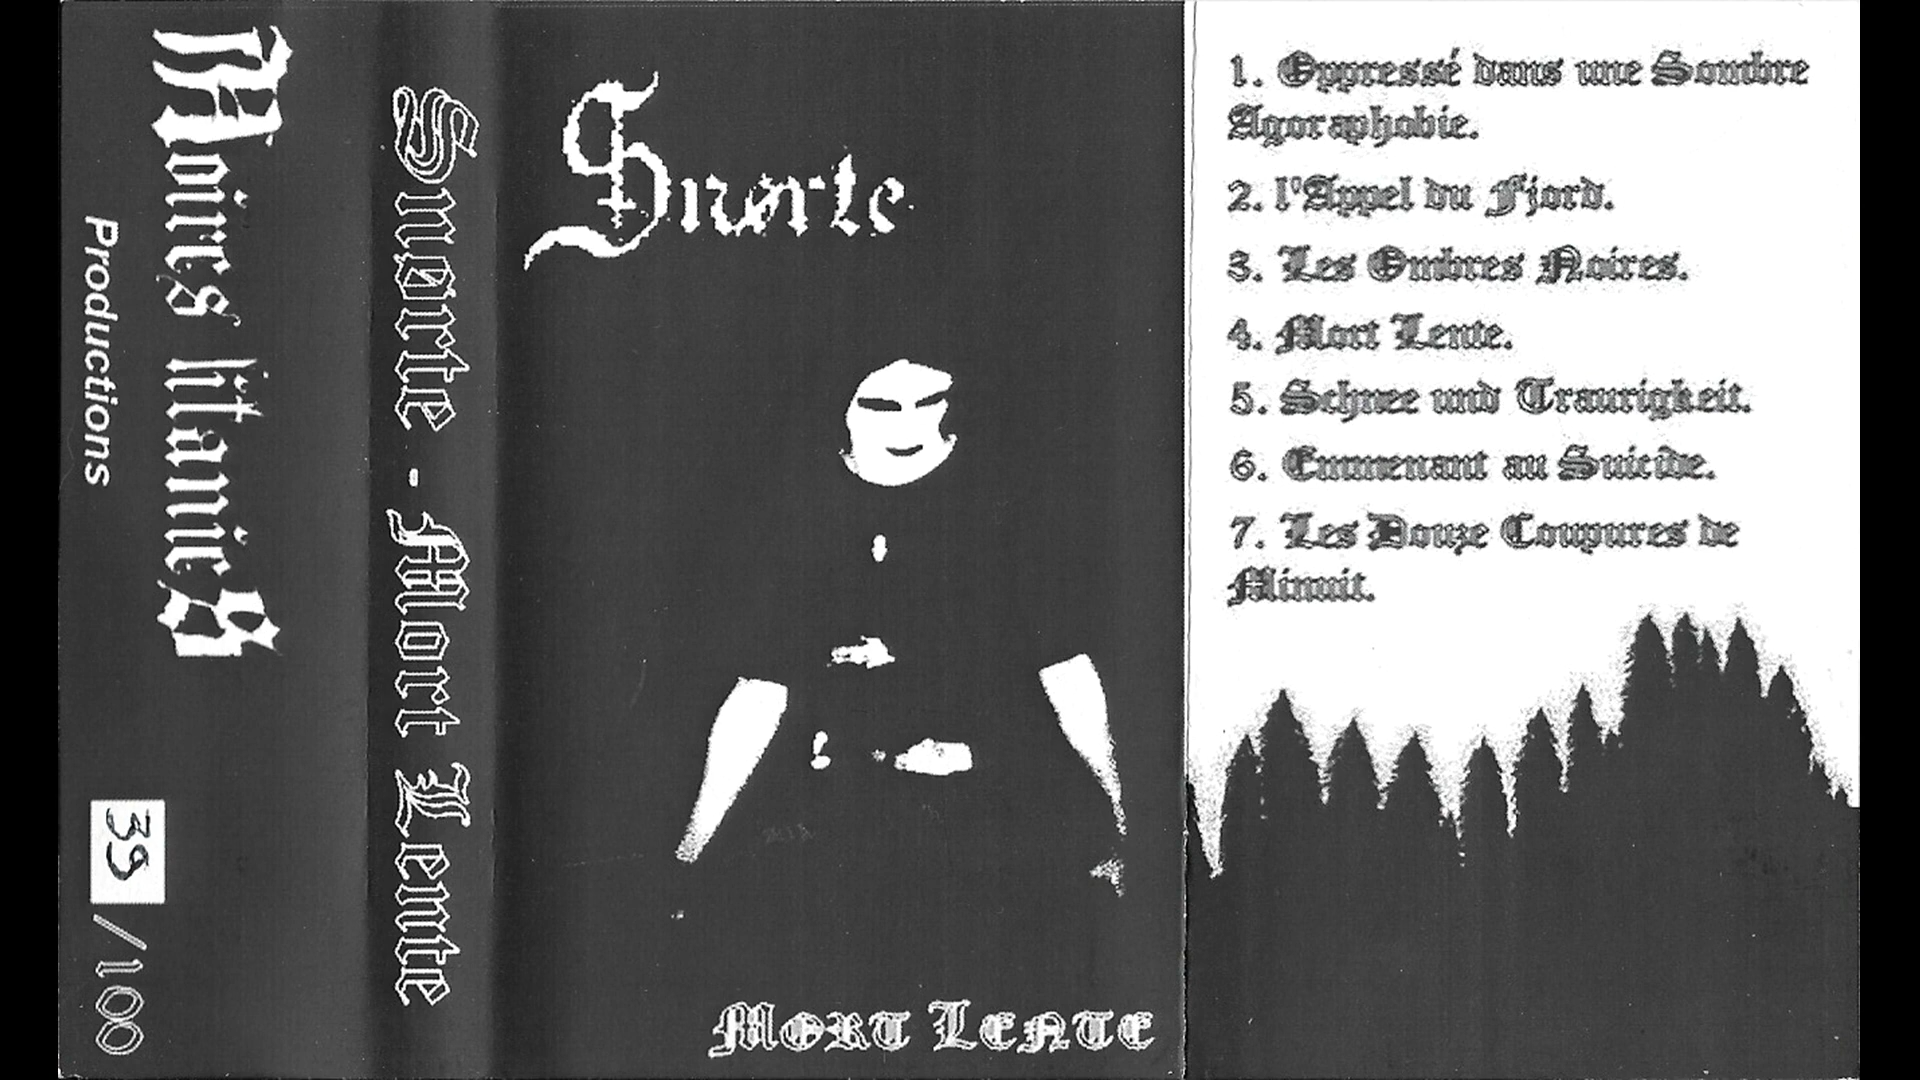 Noires litanies
Productions
39
/100
Snørte - Mort Lente
Snørte
Mort Lente
1. Oppressé dans une Sombre
Agoraphobie.
2. l'Appel du Fjord.
3. Les Ombres Noires.
4. Mort Lente.
5. Schnee und Traurigkeit.
6. Emmenant au Suicide.
7. Les Douze Coupures de
Minuit.